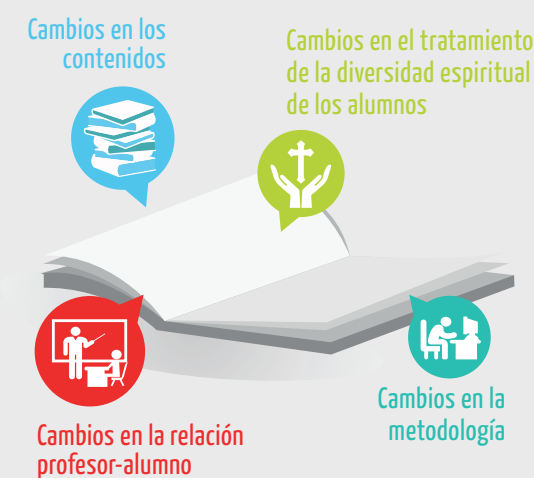 Cambios en los
contenidos
Cambios en el tratamiento
de la diversidad espiritual
de los alumnos
Cambios en la relación
profesor-alumno
Cambios en la
metodología